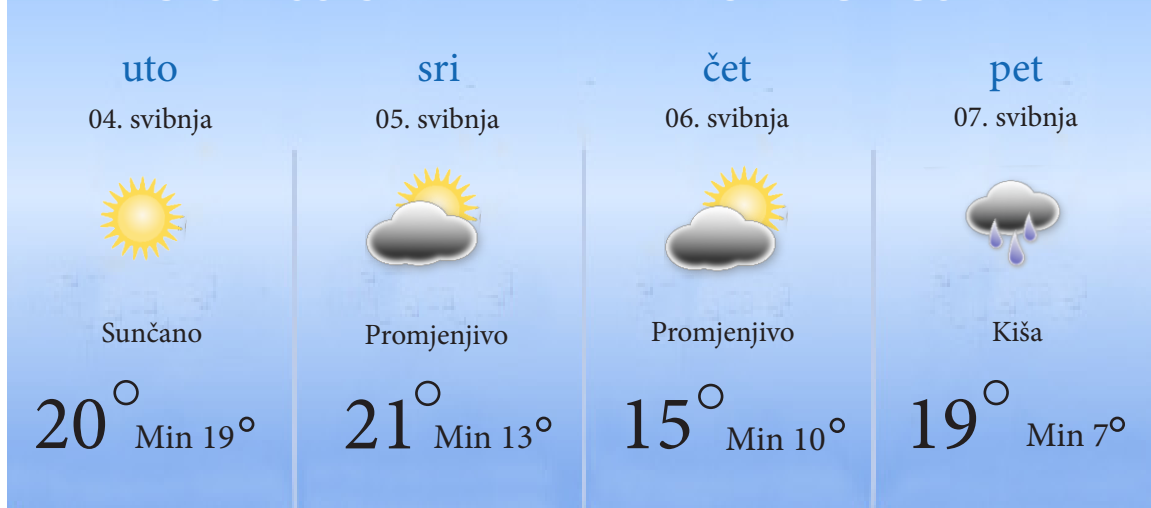 uto
04. svibnja
Sunčano
20° Min 19°
sri
05. svibnja
Promjenjivo
21° Min 13°
čet
06. svibnja
Promjenjivo
15° Min 10°
pet
07. svibnja
Kiša
19° Min 7°